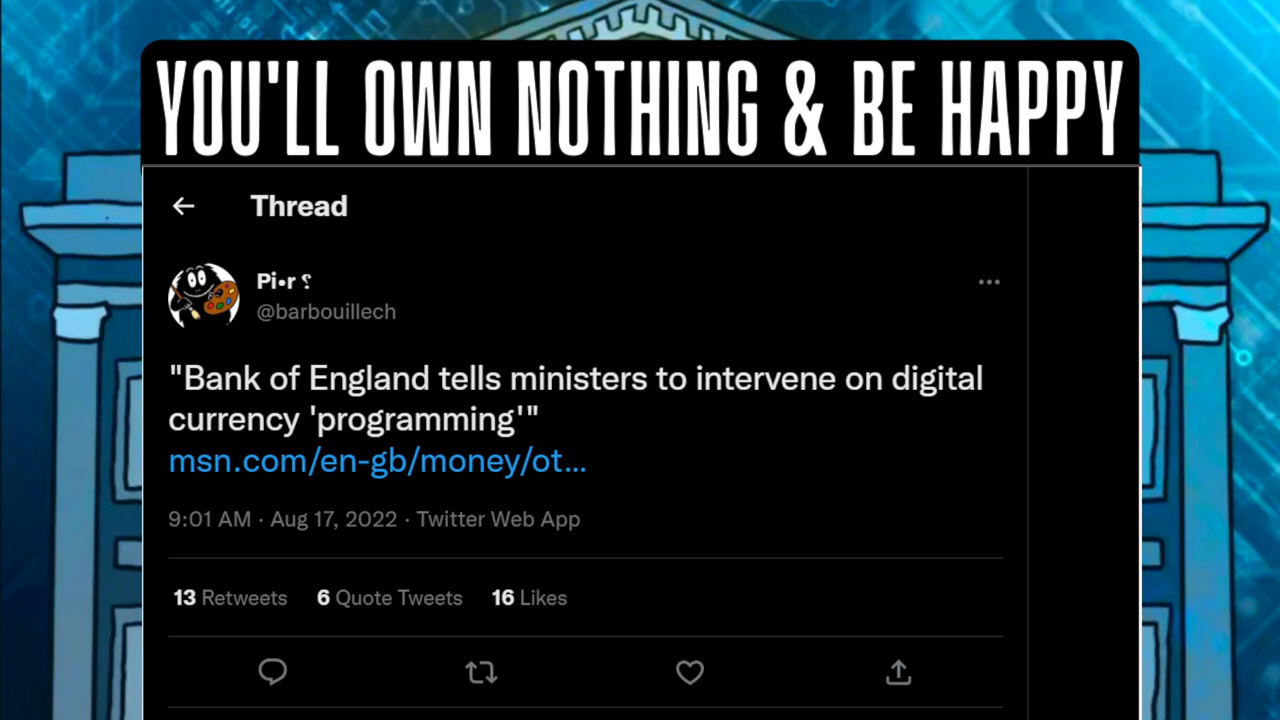 YOU'LL OWN NOTHING & BE HAPPY
Thread
Pi•r ⸮
@barbouillech
"Bank of England tells ministers to intervene on digital
currency 'programming'"
msn.com/en-gb/money/ot...
9:01 AM · Aug 17, 2022 · Twitter Web App
13 Retweets 6 Quote Tweets 16 Likes